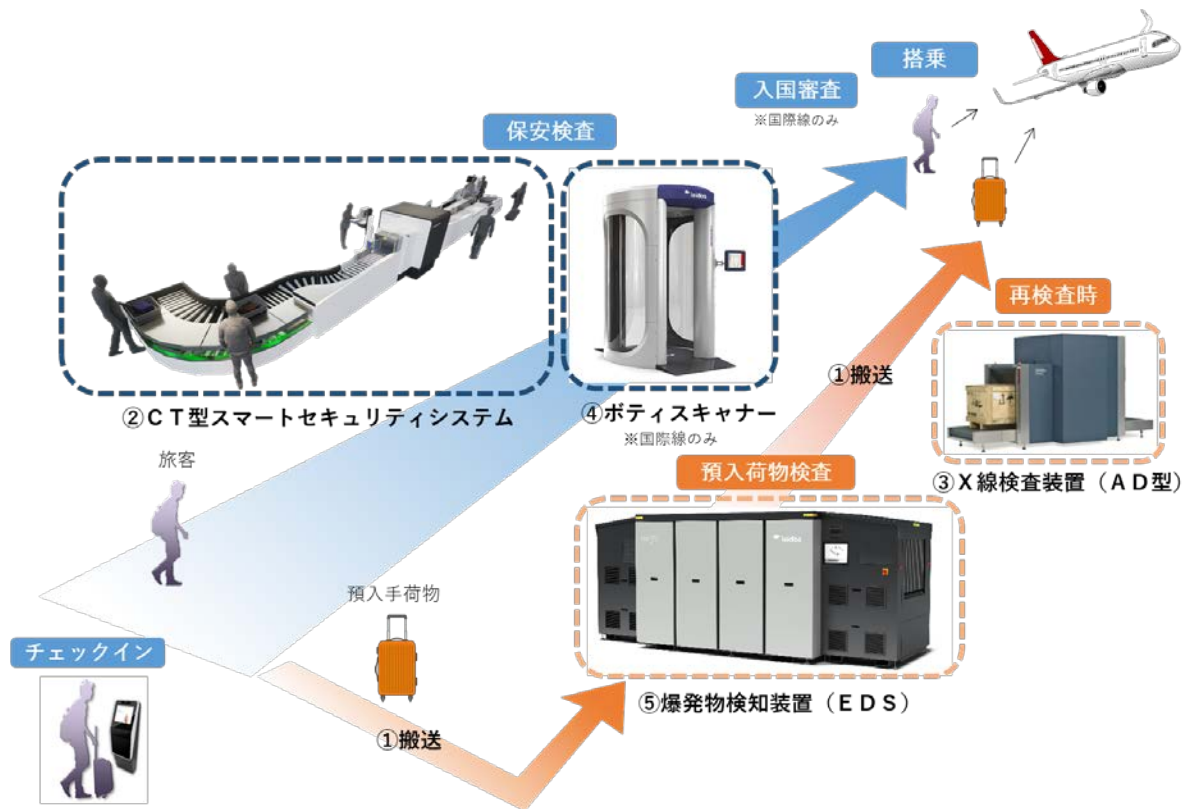 搭乗
入国審査
※国際線のみ
保安検査
再検査時
①搬送
②ＣＴ型スマートセキュリティシステム
④ボティスキャナー
※国際線のみ
旅客
預入荷物検査
③Ｘ線検査装置（ＡＤ型）
預入手荷物
チェックイン
⑤爆発物検知装置（ＥＤＳ）
①搬送